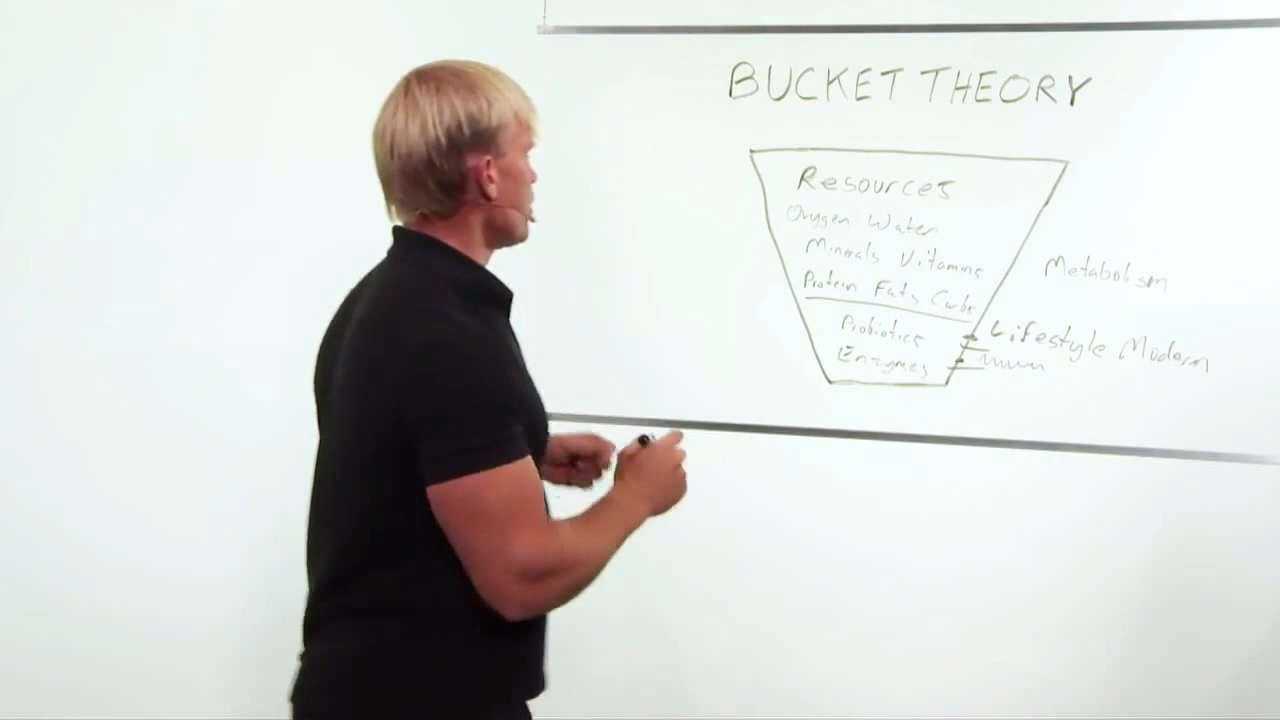 BUCKET THEORY
Resources
Oxygen Water
Minerals Vitamins
Metabolism
Protein Fats Carbs
Probiotics
Lifestyle Modern
Enzymes